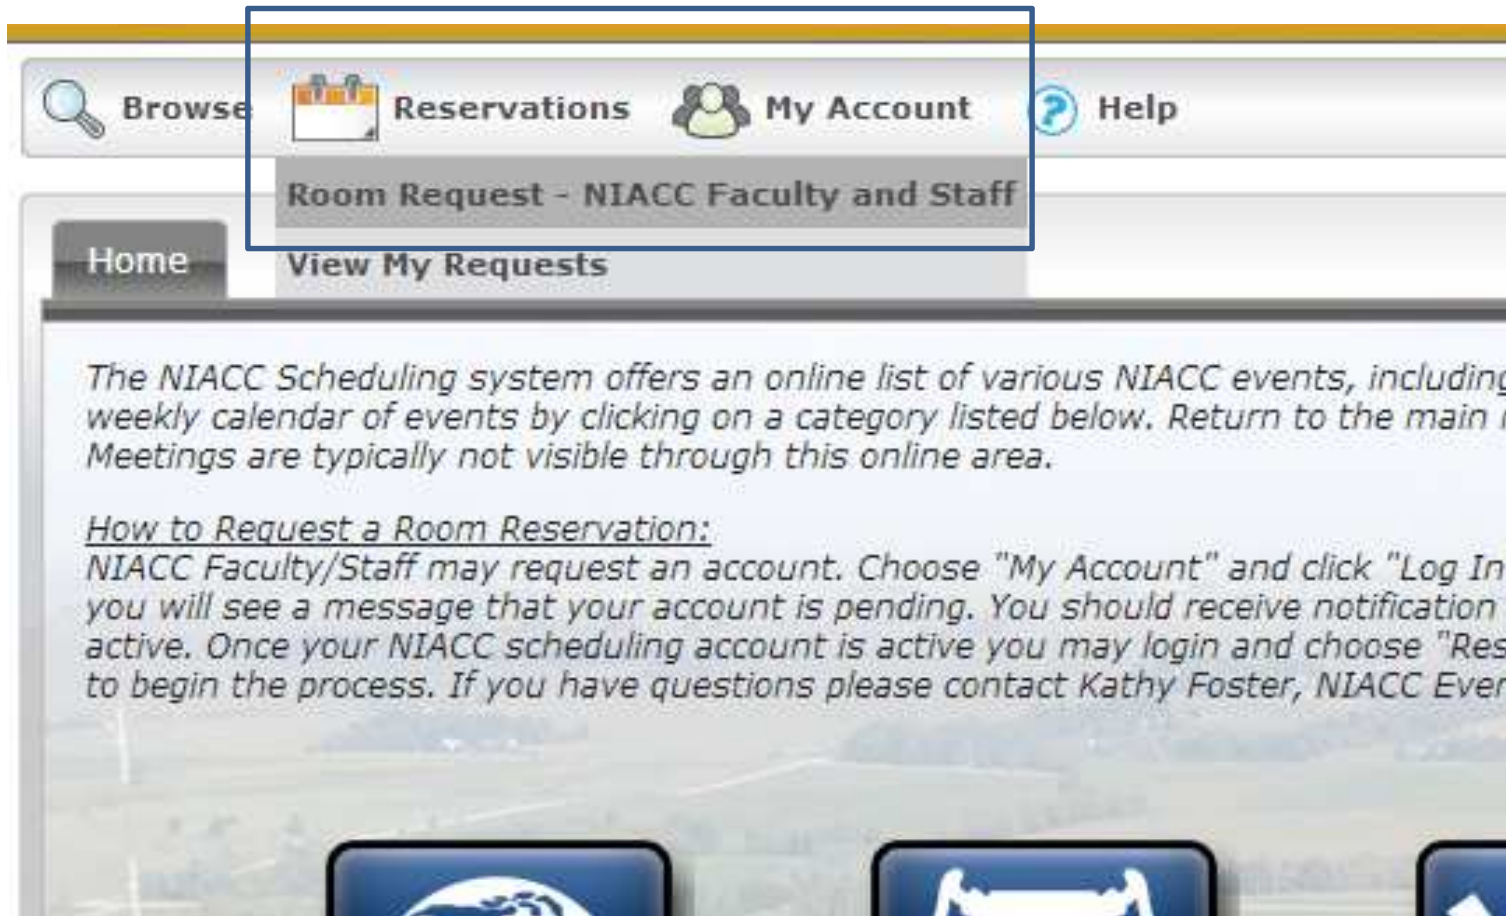 Browse Reservations My Account Help
Room Request - NIACC Faculty and Staff
Home View My Requests
The NIACC Scheduling system offers an online list of various NIACC events, including
weekly calendar of events by clicking on a category listed below. Return to the main
Meetings are typically not visible through this online area.
How to Request a Room Reservation:
NIACC Faculty/Staff may request an account. Choose "My Account" and click "Log In
you will see a message that your account is pending. You should receive notification
active. Once your NIACC scheduling account is active you may login and choose "Res
to begin the process. If you have questions please contact Kathy Foster, NIACC Even